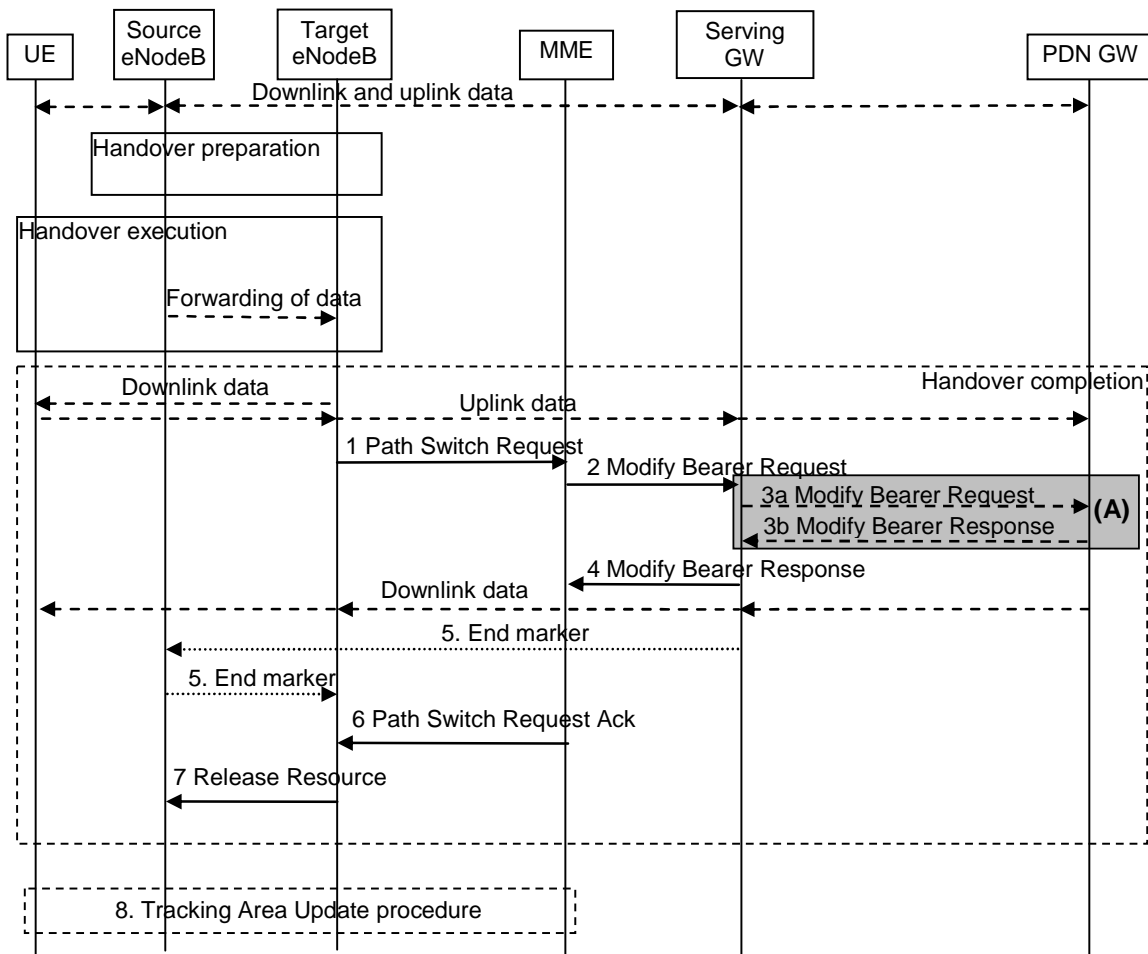 UE
Source
eNodeB
Target
eNodeB
MME
Serving
GW
PDN GW
Downlink and uplink data
Handover preparation
Handover execution
Forwarding of data
Handover completion
Downlink data
Uplink data
1 Path Switch Request
2 Modify Bearer Request
3a Modify Bearer Request
(A)
3b Modify Bearer Response
4 Modify Bearer Response
Downlink data
5. End marker
5. End marker
6 Path Switch Request Ack
7 Release Resource
8. Tracking Area Update procedure